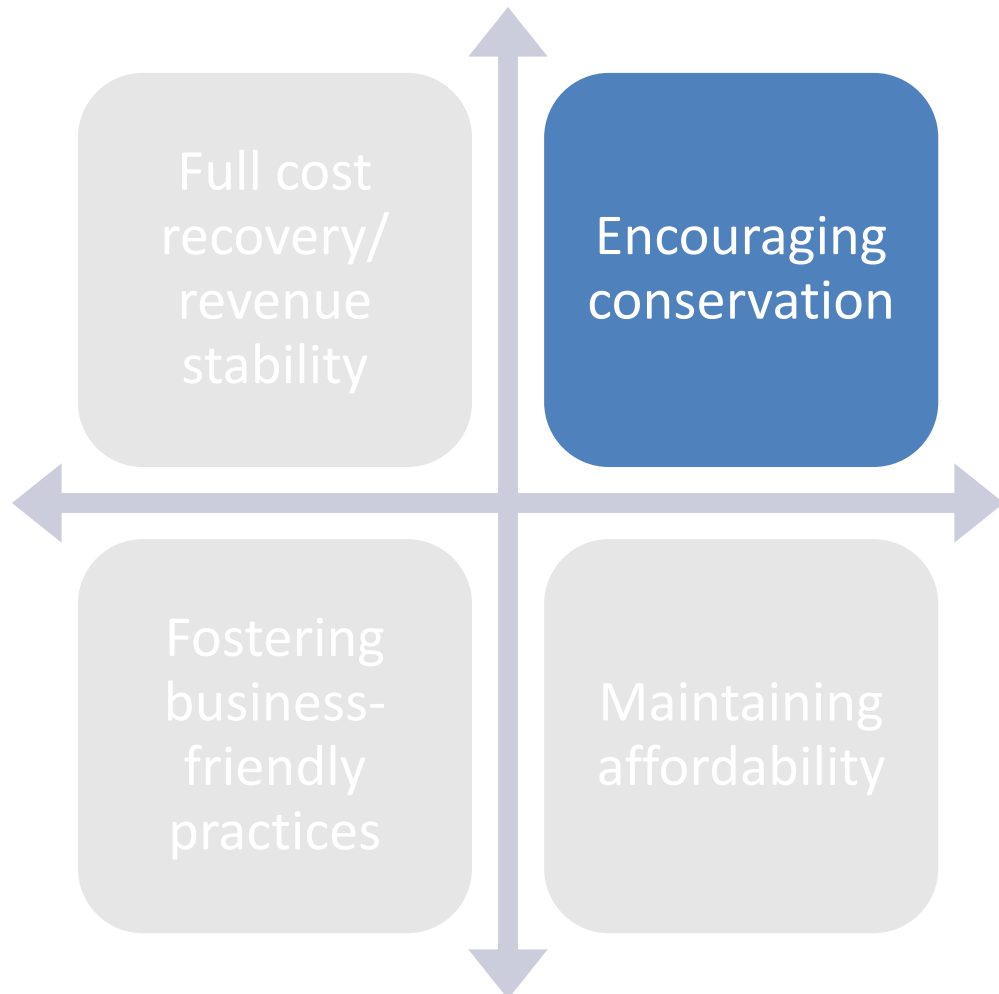 Full cost
recovery/
revenue
stability
Encouraging
conservation
Fostering
business-
friendly
practices
Maintaining
affordability